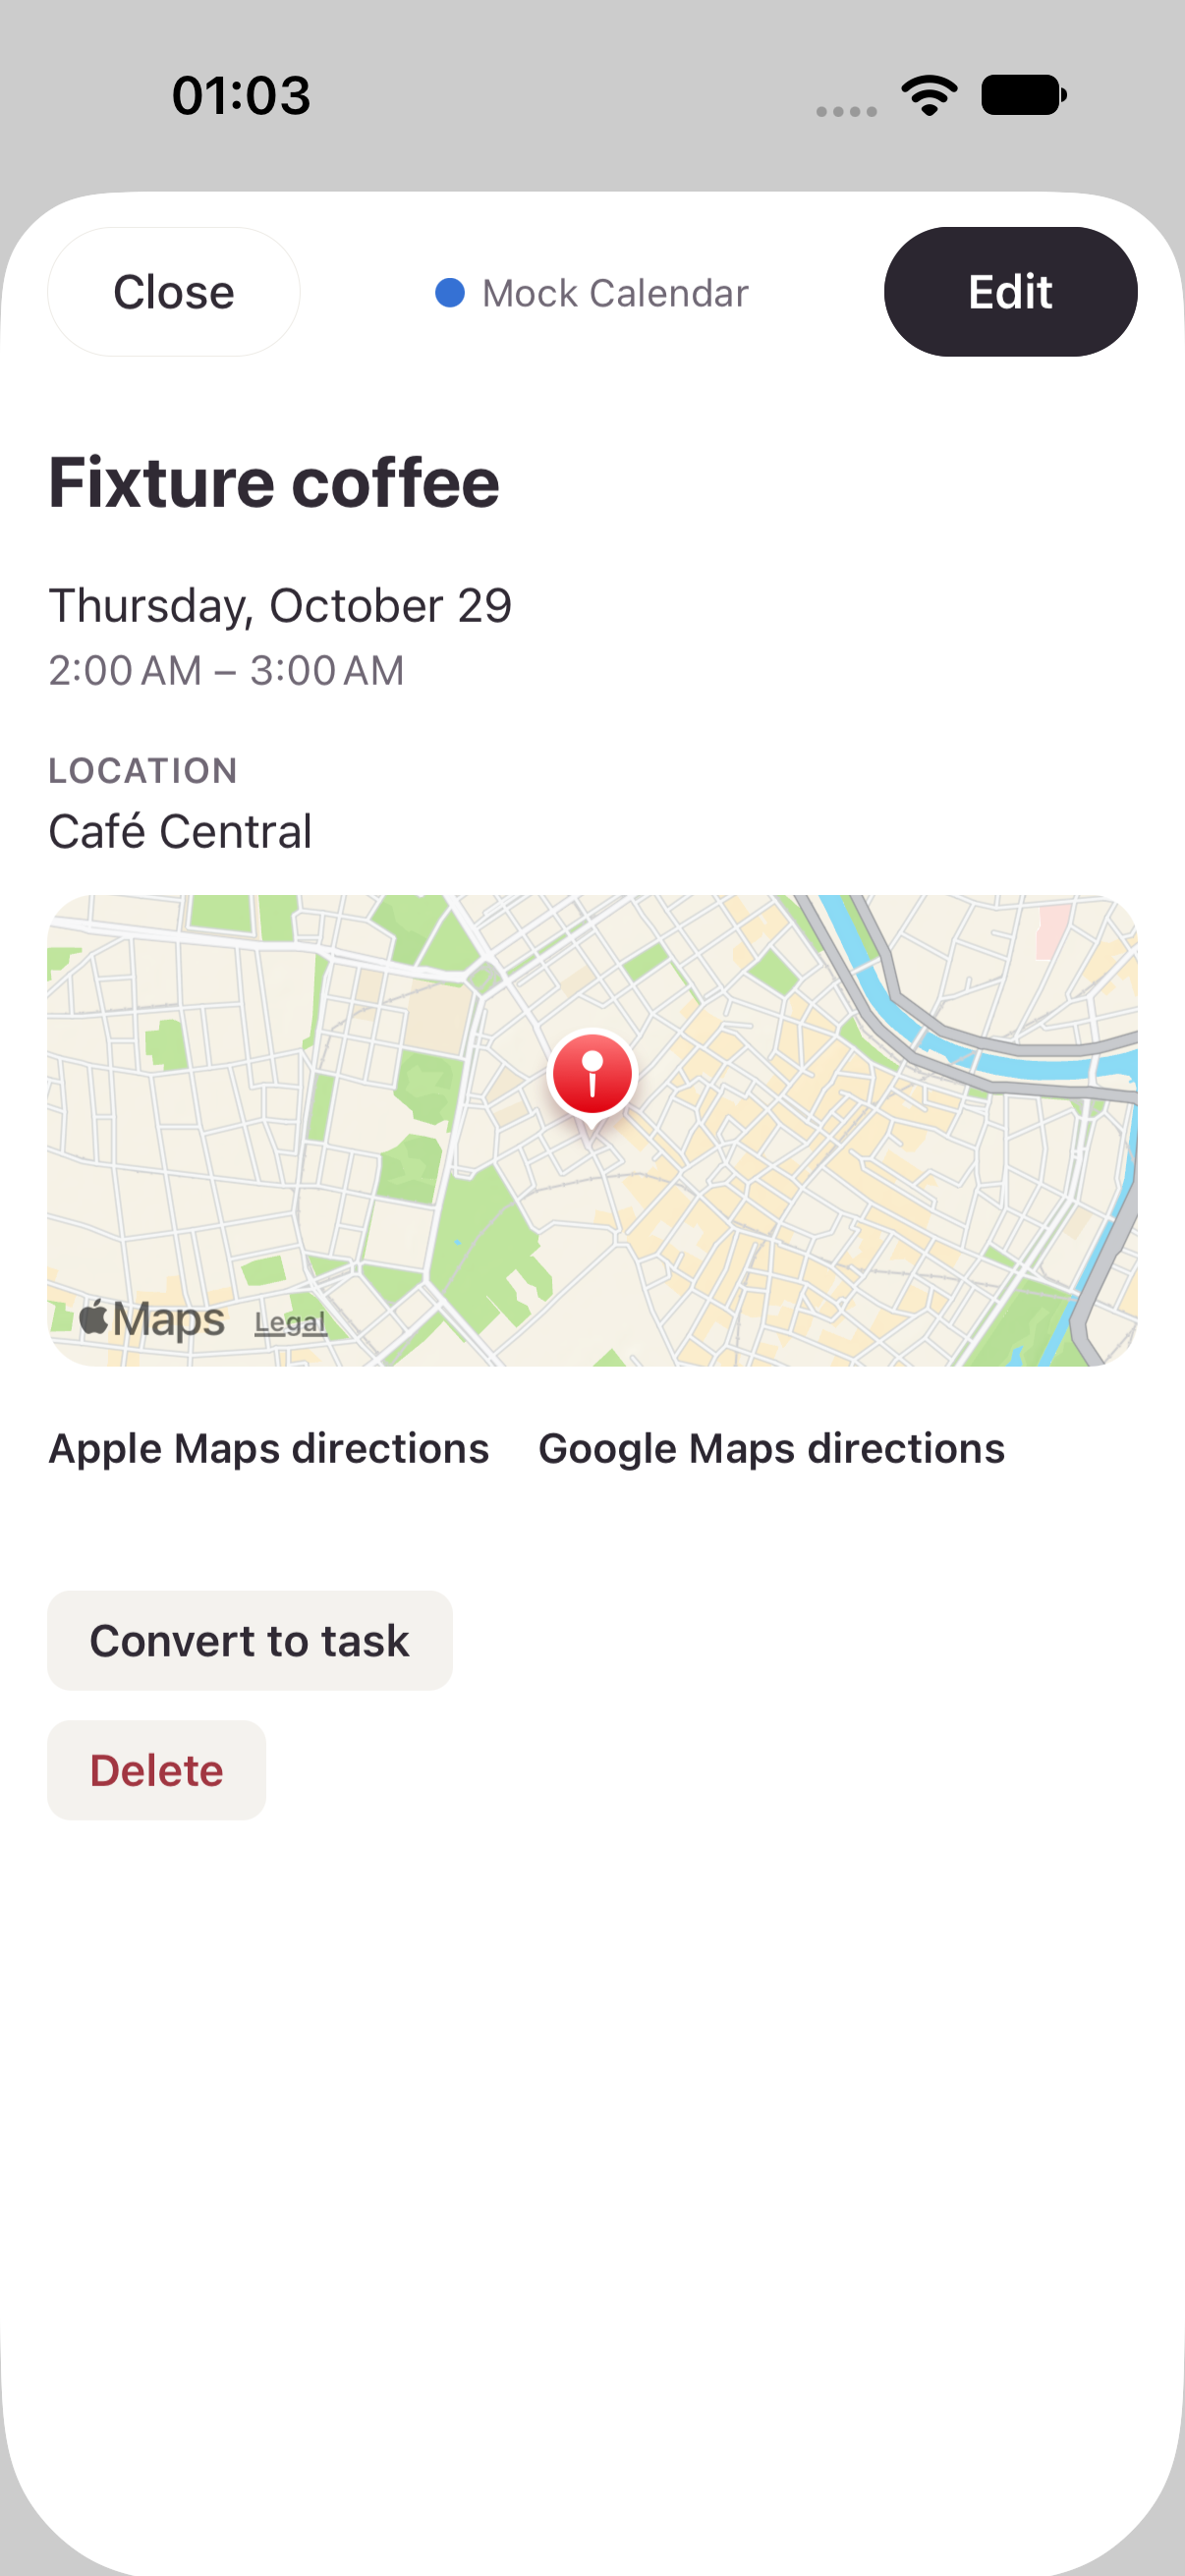 01:03
Close
Mock Calendar
Edit
Fixture coffee
Thursday, October 29
2:00 AM – 3:00 AM
LOCATION
Café Central
Maps
Legal
Apple Maps directions
Google Maps directions
Convert to task
Delete